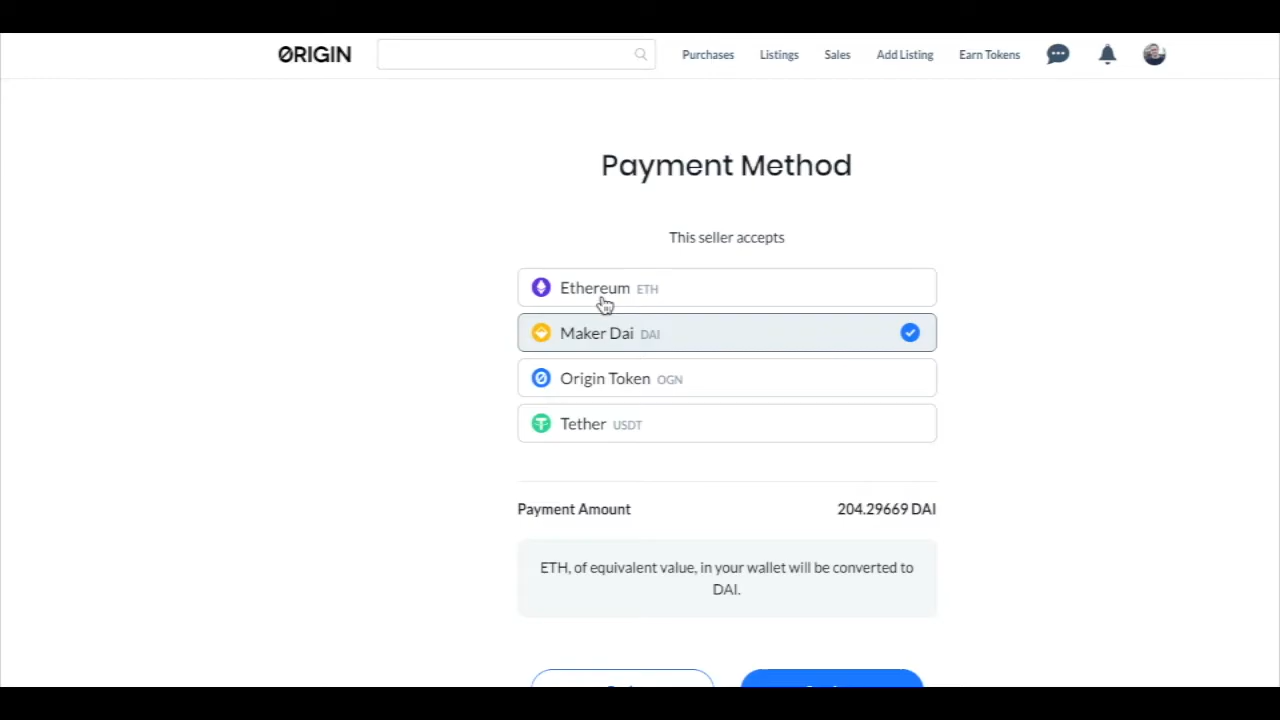 ORIGIN
Purchases Listings Sales Add Listing Earn Tokens
Payment Method
This seller accepts
Ethereum ETH
Maker Dai DAI
Origin Token OGN
Tether USDT
Payment Amount 204.29669 DAI
ETH, of equivalent value, in your wallet will be converted to
DAI.